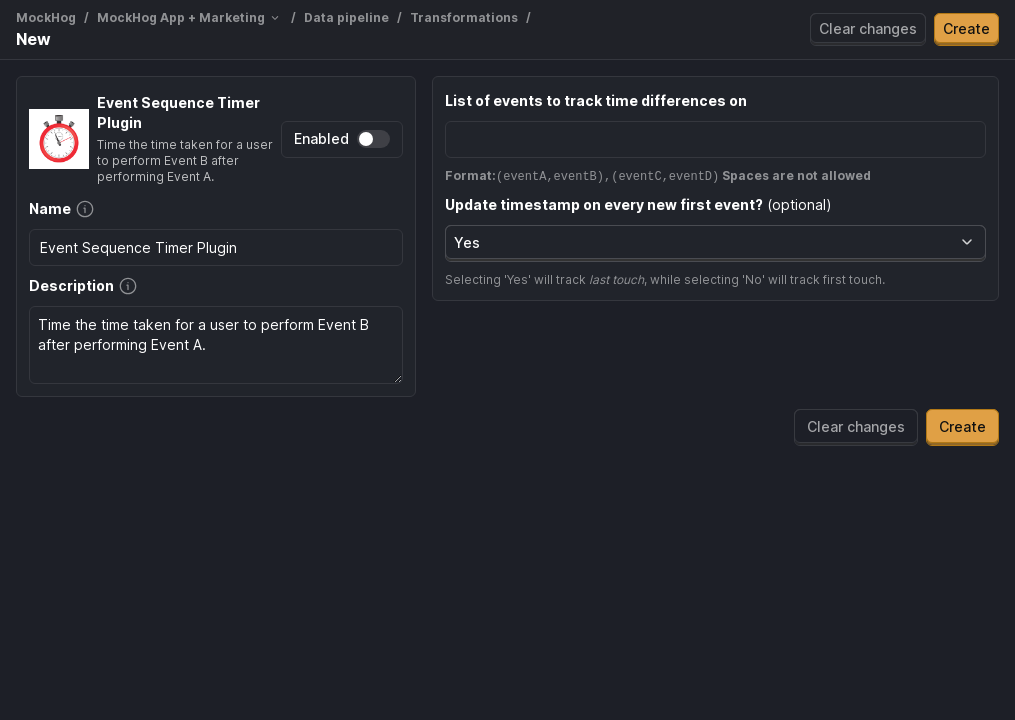 MockHog / MockHog App + Marketing / Data pipeline / Transformations /
New
Clear changes
Create
Event Sequence Timer
Plugin
Time the time taken for a user
to perform Event B after
performing Event A.
Enabled
Name
Event Sequence Timer Plugin
Description
Time the time taken for a user to perform Event B
after performing Event A.
List of events to track time differences on
Format:(eventA,eventB),(eventC,eventD) Spaces are not allowed
Update timestamp on every new first event? (optional)
Yes
Selecting 'Yes' will track last touch, while selecting 'No' will track first touch.
Clear changes
Create